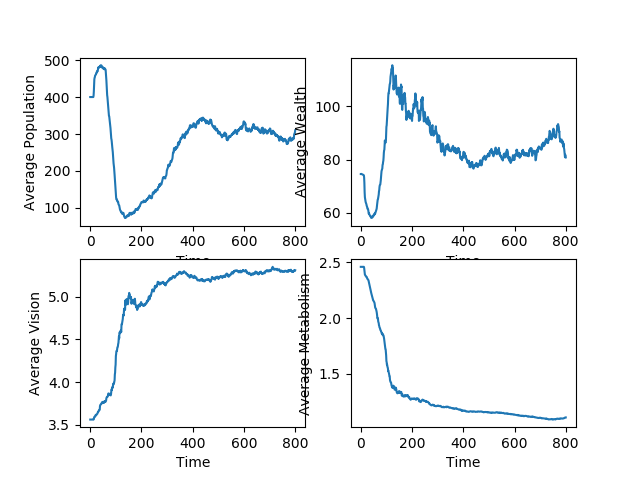 Average Population
500
400
300
200
100
0 200 400 600 800
Time
Average Wealth
100
80
60
0 200 400 600 800
Time
Average Vision
5.0
4.5
4.0
3.5
0 200 400 600 800
Time
Average Metabolism
2.5
2.0
1.5
0 200 400 600 800
Time